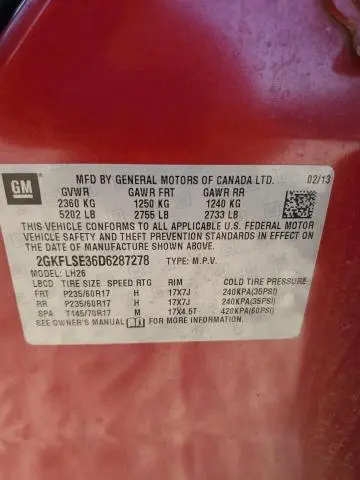 GM
MFD BY GENERAL MOTORS OF CANADA LTD. 02/13
GVWR GAWR FRT GAWR RR
2360 KG 1250 KG 1240 KG
5202 LB 2755 LB 2733 LB
THIS VEHICLE CONFORMS TO ALL APPLICABLE U.S. FEDERAL MOTOR
VEHICLE SAFETY AND THEFT PREVENTION STANDARDS IN EFFECT ON THE
DATE OF MANUFACTURE SHOWN ABOVE.
2GKFLSE36D6287278 TYPE: M.P.V.
MODEL: LH26
LBCD TIRE SIZE SPEED RTG RIM COLD TIRE PRESSURE
FRT P235/60R17 H 17X7J 240KPA(35PSI)
RR P235/60R17 H 17X7J 240KPA(35PSI)
SPA T145/70R17 M 17X4.5T 420KPA(60PSI)
SEE OWNER'S MANUAL FOR MORE INFORMATION